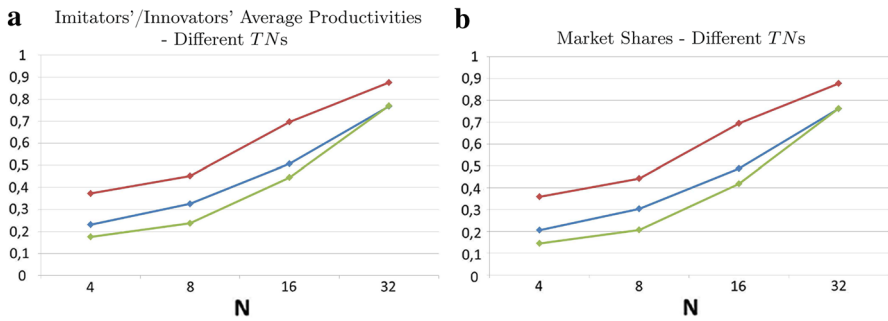 a
Imitators'/Innovators' Average Productivities
- Different TNs
1
0,9
0,8
0,7
0,6
0,5
0,4
0,3
0,2
0,1
0
4 8 16 32
N
b
Market Shares - Different TNs
1
0,9
0,8
0,7
0,6
0,5
0,4
0,3
0,2
0,1
0
4 8 16 32
N